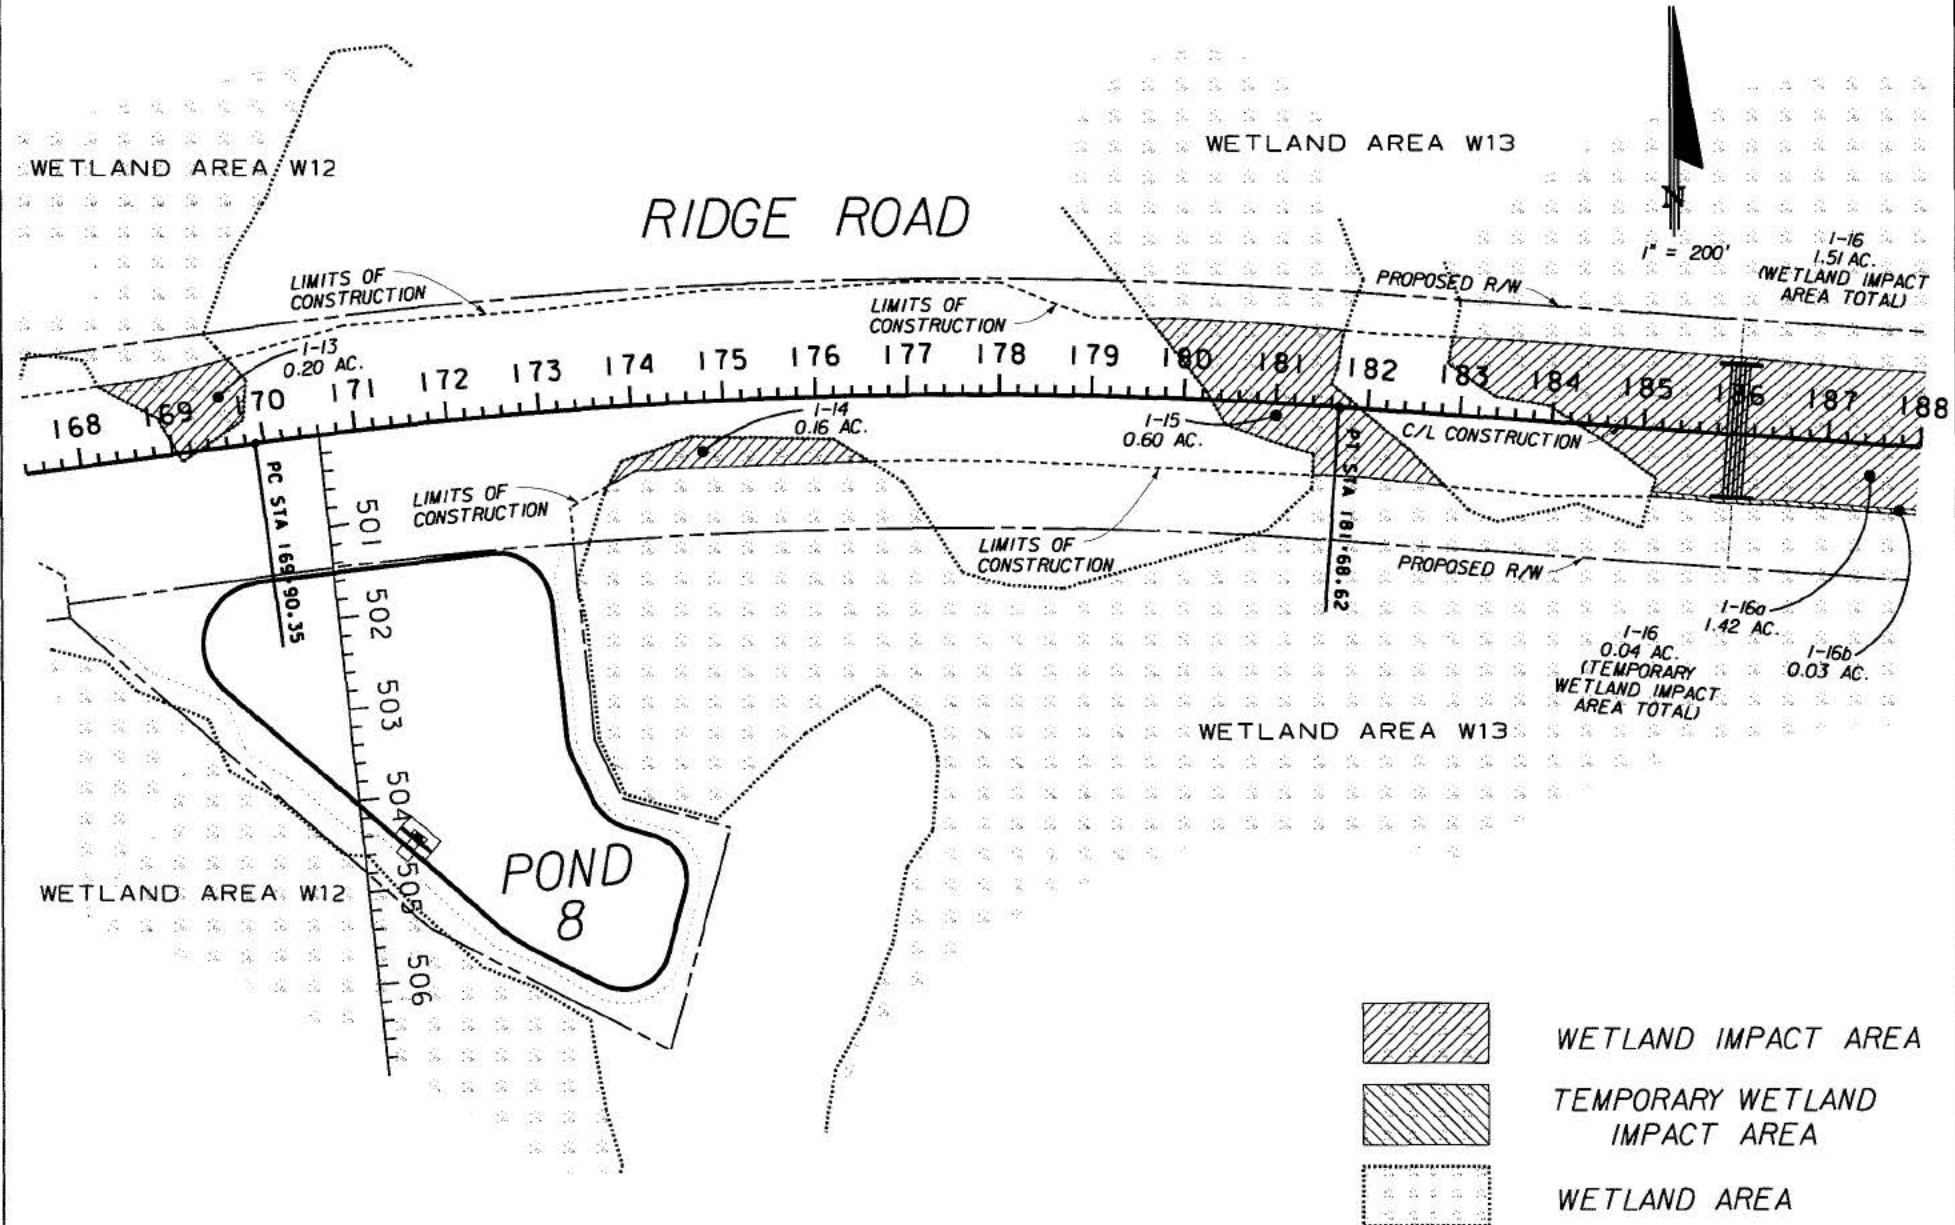 WETLAND AREA W12
WETLAND AREA W13
RIDGE ROAD
N
1" = 200'
1-16
1.51 AC.
(WETLAND IMPACT
AREA TOTAL)
LIMITS OF
CONSTRUCTION
LIMITS OF
CONSTRUCTION
PROPOSED R/W
1-13
0.20 AC.
168 169 170 171 172 173 174 175 176 177 178 179 180 181 182 183 184 185 186 187 188
1-14
0.16 AC.
1-15
0.60 AC.
C/L CONSTRUCTION
PC STA 169+90.35
PT STA 181+68.62
LIMITS OF
CONSTRUCTION
LIMITS OF
CONSTRUCTION
PROPOSED R/W
501
502
503
504
505
506
1-16a
1.42 AC.
1-16
0.04 AC.
(TEMPORARY
WETLAND IMPACT
AREA TOTAL)
1-16b
0.03 AC.
WETLAND AREA W13
WETLAND AREA W12
POND
8
WETLAND IMPACT AREA
TEMPORARY WETLAND
IMPACT AREA
WETLAND AREA